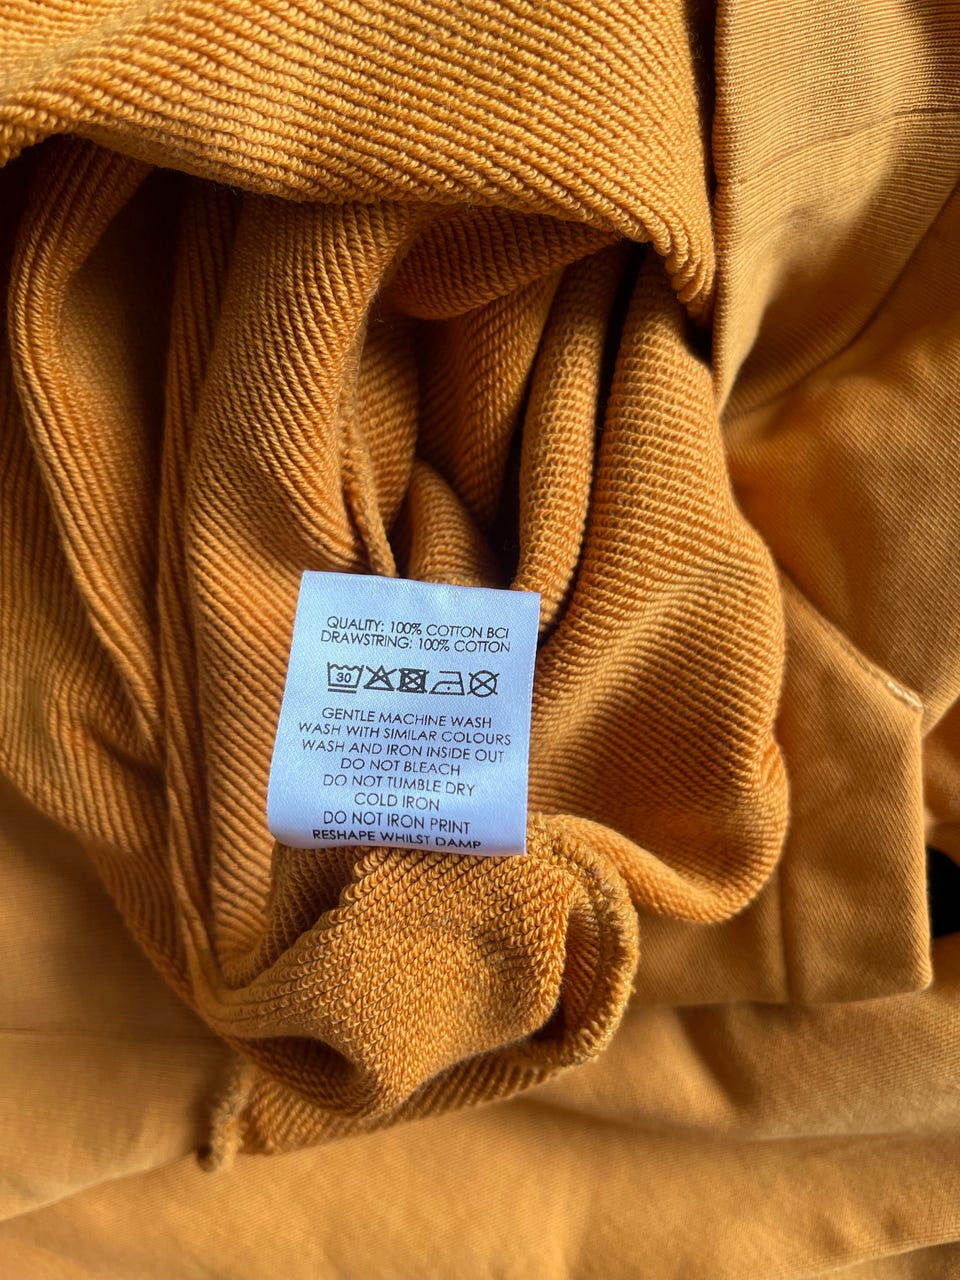 QUALITY: 100% COTTON BCI
DRAWSTRING: 100% COTTON
30
GENTLE MACHINE WASH
WASH WITH SIMILAR COLOURS
WASH AND IRON INSIDE OUT
DO NOT BLEACH
DO NOT TUMBLE DRY
COLD IRON
DO NOT IRON PRINT
RESHAPE WHILST DAMP